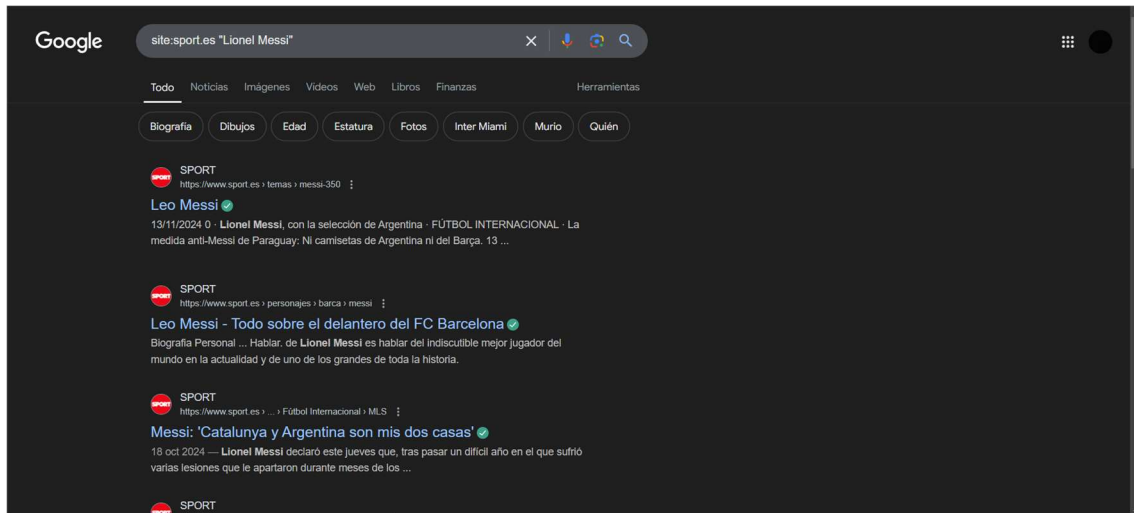 Google
site:sport.es "Lionel Messi"
Todo Noticias Imágenes Vídeos Web Libros Finanzas Herramientas
Biografía Dibujos Edad Estatura Fotos Inter Miami Murio Quién
SPORT
SPORT
https://www.sport.es › temas › messi-350
Leo Messi
13/11/2024 0 · Lionel Messi, con la selección de Argentina · FÚTBOL INTERNACIONAL · La
medida anti-Messi de Paraguay: Ni camisetas de Argentina ni del Barça. 13 ...
SPORT
SPORT
https://www.sport.es › personajes › barca › messi
Leo Messi - Todo sobre el delantero del FC Barcelona
Biografia Personal ... Hablar. de Lionel Messi es hablar del indiscutible mejor jugador del
mundo en la actualidad y de uno de los grandes de toda la historia.
SPORT
SPORT
https://www.sport.es › ... › Fútbol Internacional › MLS
Messi: 'Catalunya y Argentina son mis dos casas'
18 oct 2024 — Lionel Messi declaró este jueves que, tras pasar un difícil año en el que sufrió
varias lesiones que le apartaron durante meses de los ...
SPORT
SPORT